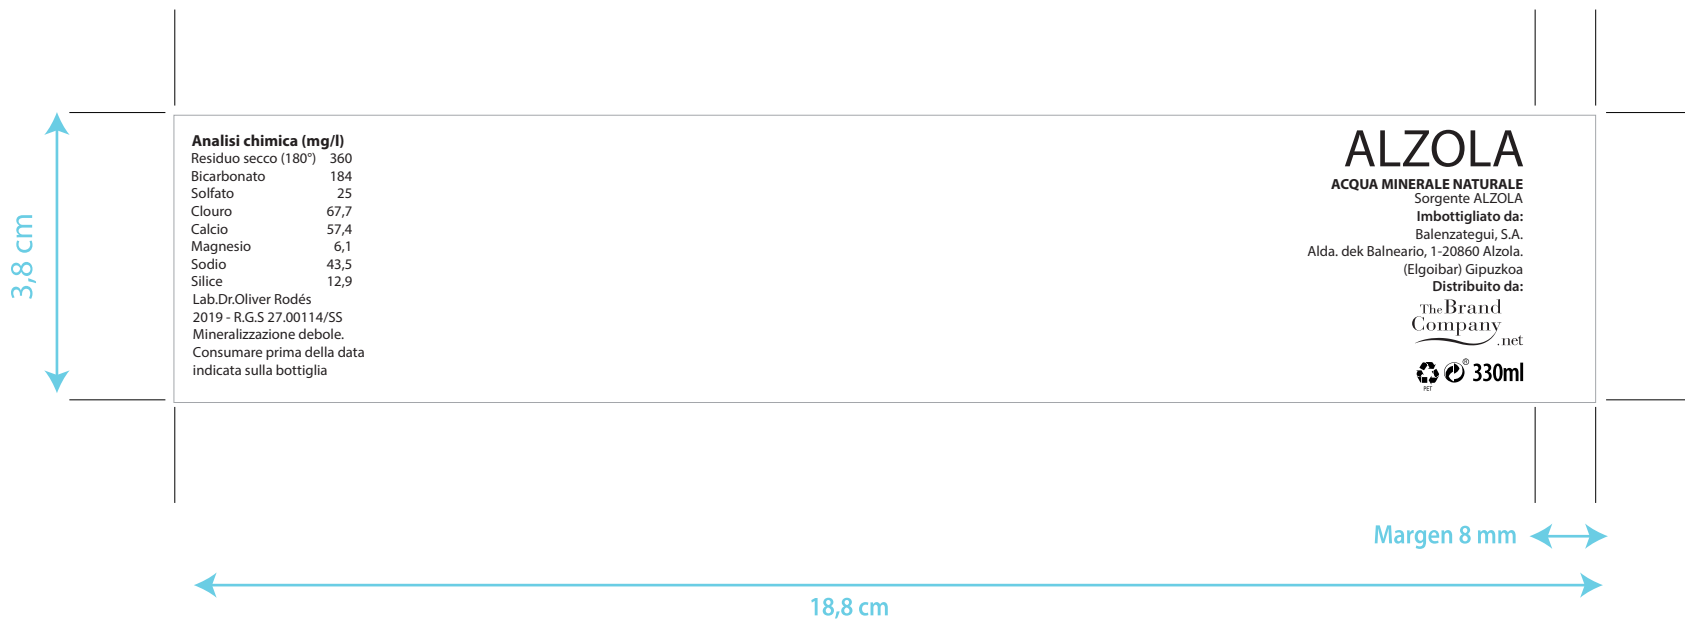 Analisi chimica (mg/l)
Residuo secco (180°) 360
Bicarbonato 184
Solfato 25
Clouro 67,7
Calcio 57,4
Magnesio 6,1
Sodio 43,5
Silice 12,9
Lab.Dr.Oliver Rodés
2019 - R.G.S 27.00114/SS
Mineralizzazione debole.
Consumare prima della data
indicata sulla bottiglia
ALZOLA
ACQUA MINERALE NATURALE
Sorgente ALZOLA
Imbottigliato da:
Balenzategui, S.A.
Alda. dek Balneario, 1-20860 Alzola.
(Elgoibar) Gipuzkoa
Distribuito da:
The Brand
Company
.net
PET ® 330ml
3,8 cm
Margen 8 mm
18,8 cm